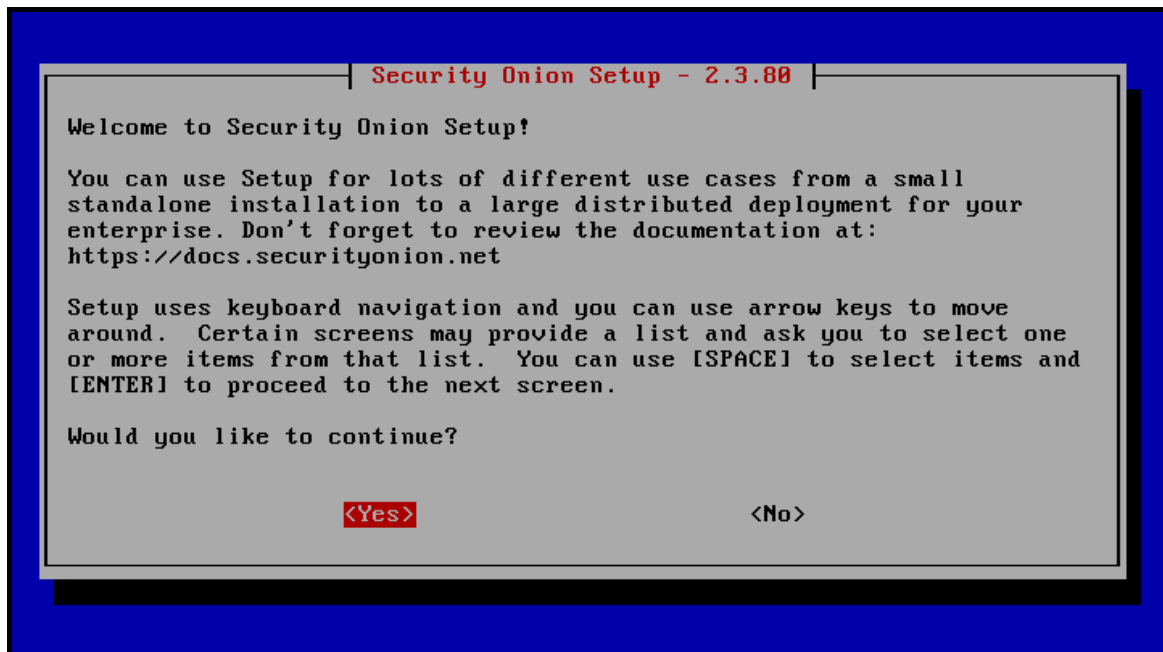 Security Onion Setup - 2.3.80
Welcome to Security Onion Setup!
You can use Setup for lots of different use cases from a small
standalone installation to a large distributed deployment for your
enterprise. Don't forget to review the documentation at:
https://docs.securityonion.net
Setup uses keyboard navigation and you can use arrow keys to move
around.  Certain screens may provide a list and ask you to select one
or more items from that list.  You can use [SPACE] to select items and
[ENTER] to proceed to the next screen.
Would you like to continue?
<Yes> <No>